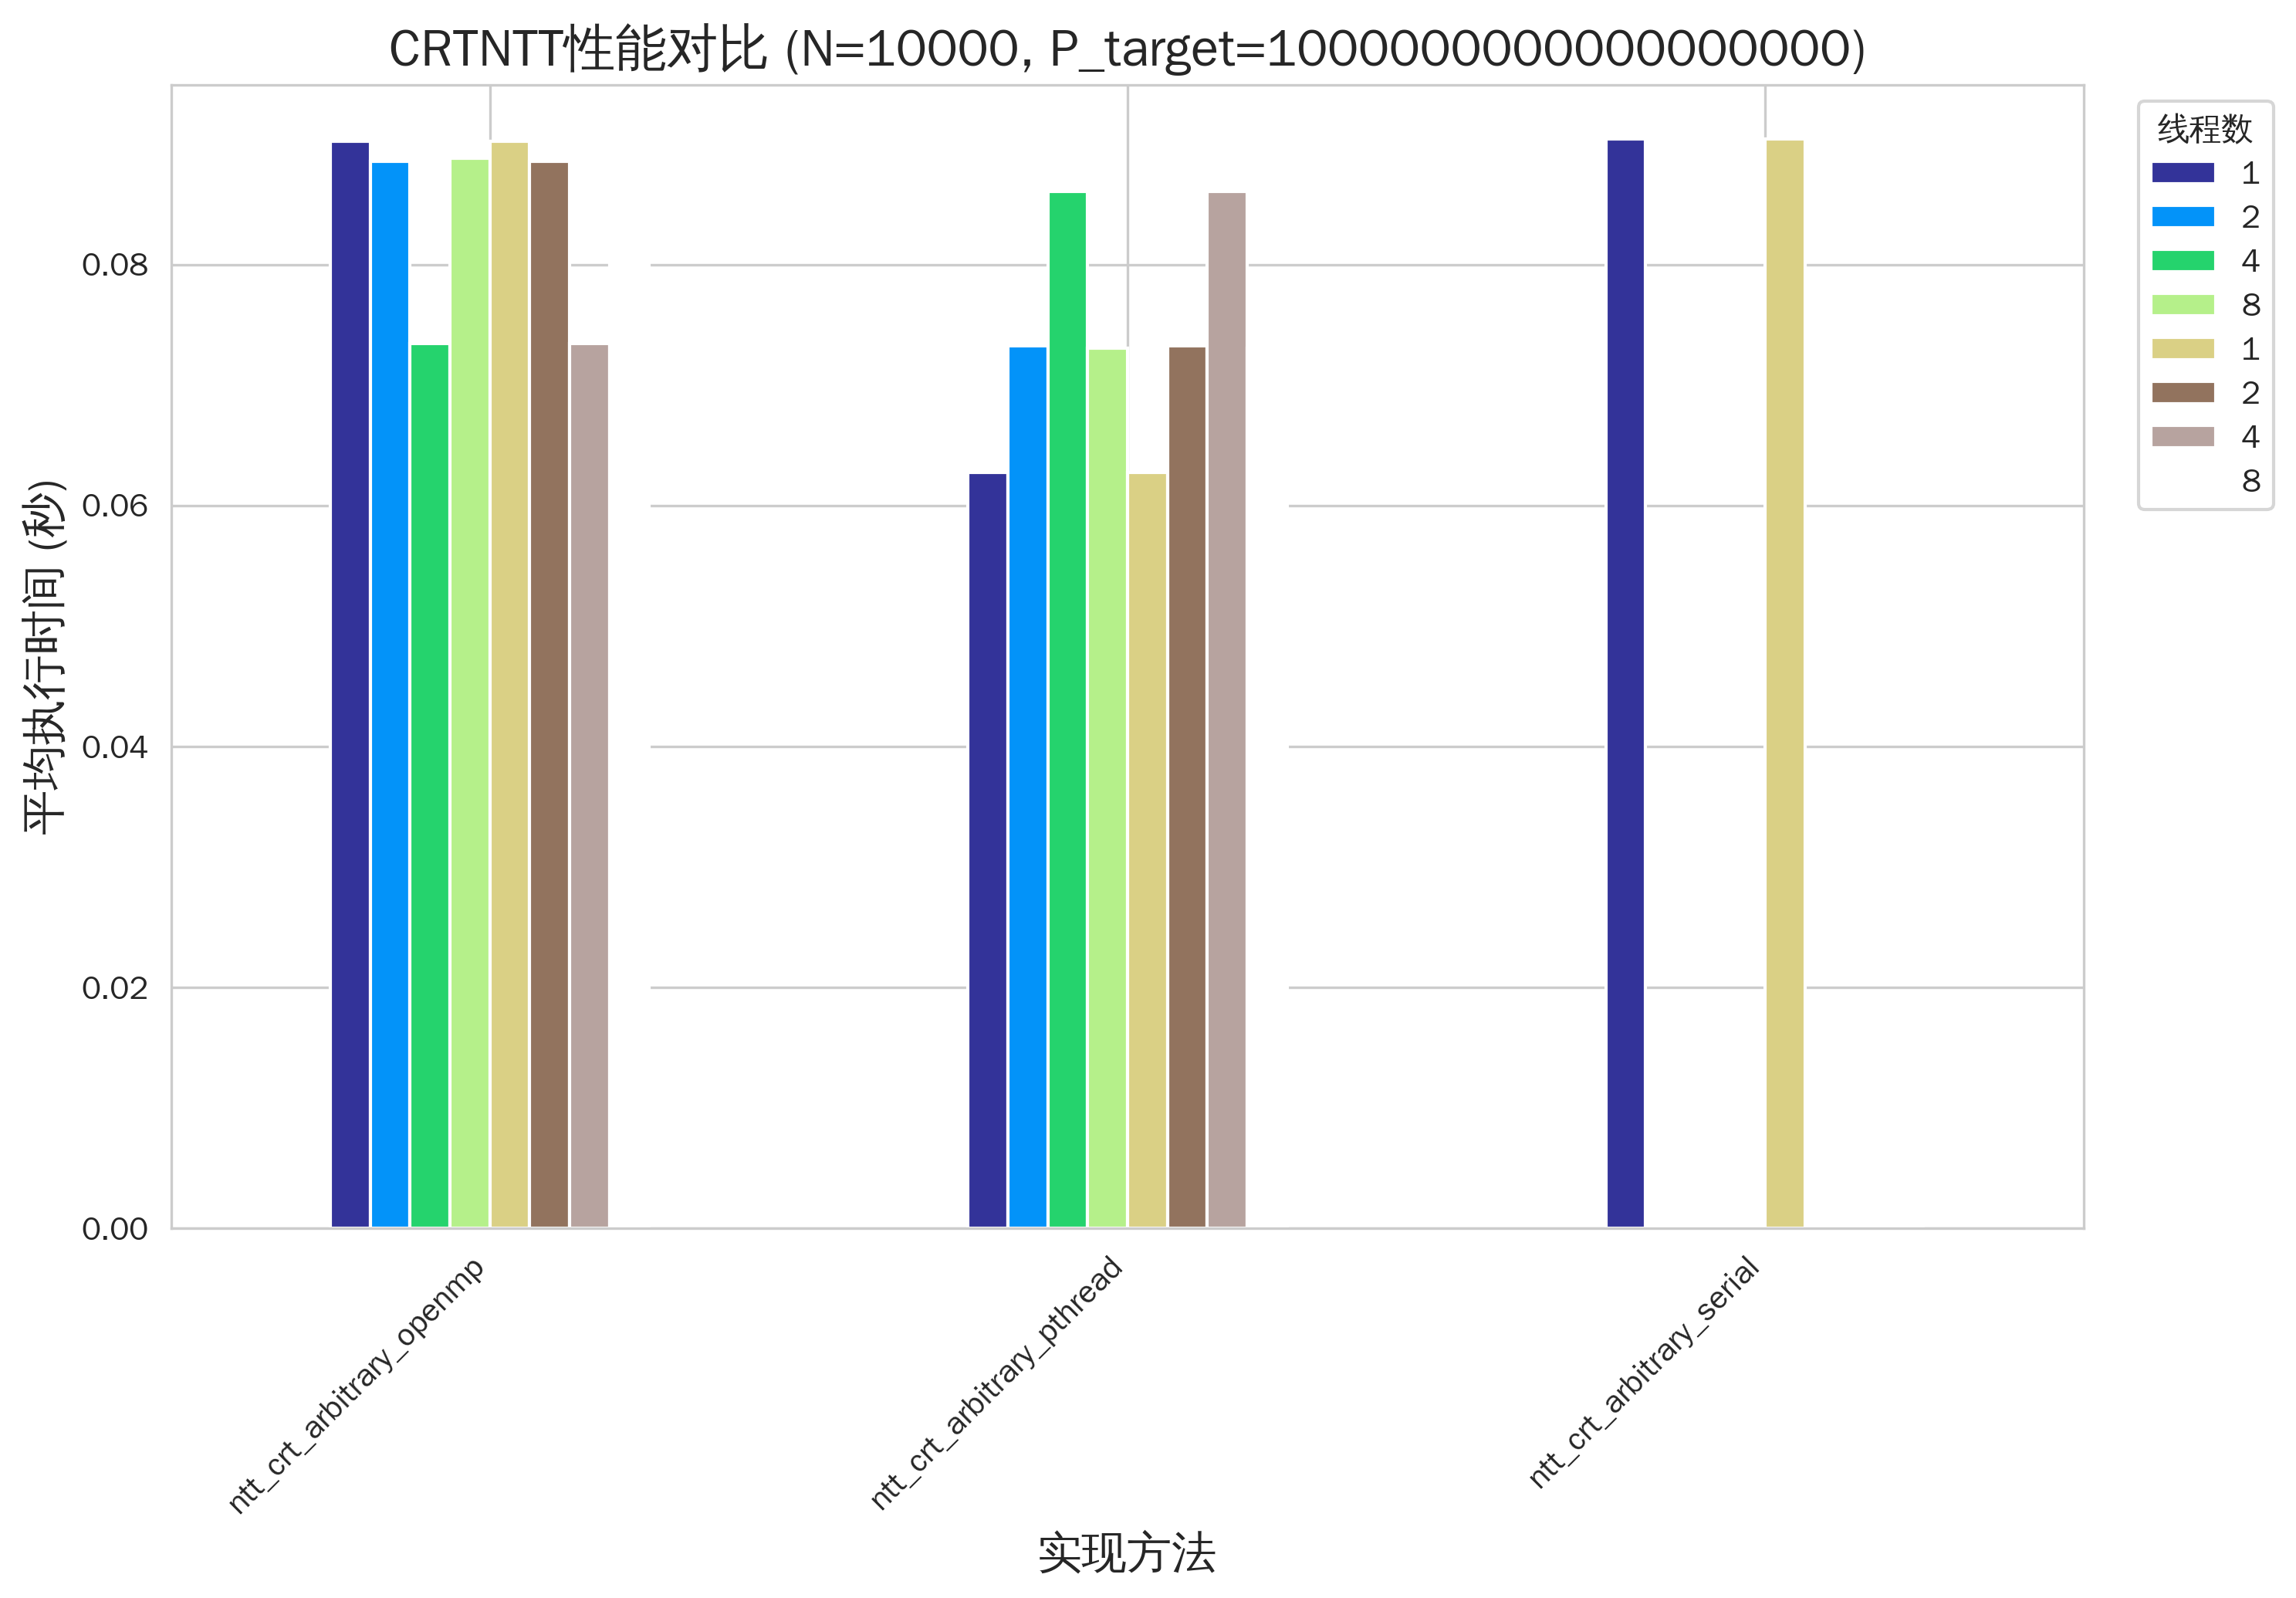 CRTNTT性能对比 (N=10000, P_target=1000000000000000000)
平均执行时间 (秒)
0.08
0.06
0.04
0.02
0.00
ntt_crt_arbitrary_openmp
ntt_crt_arbitrary_pthread
ntt_crt_arbitrary_serial
实现方法
线程数
1
2
4
8
1
2
4
8